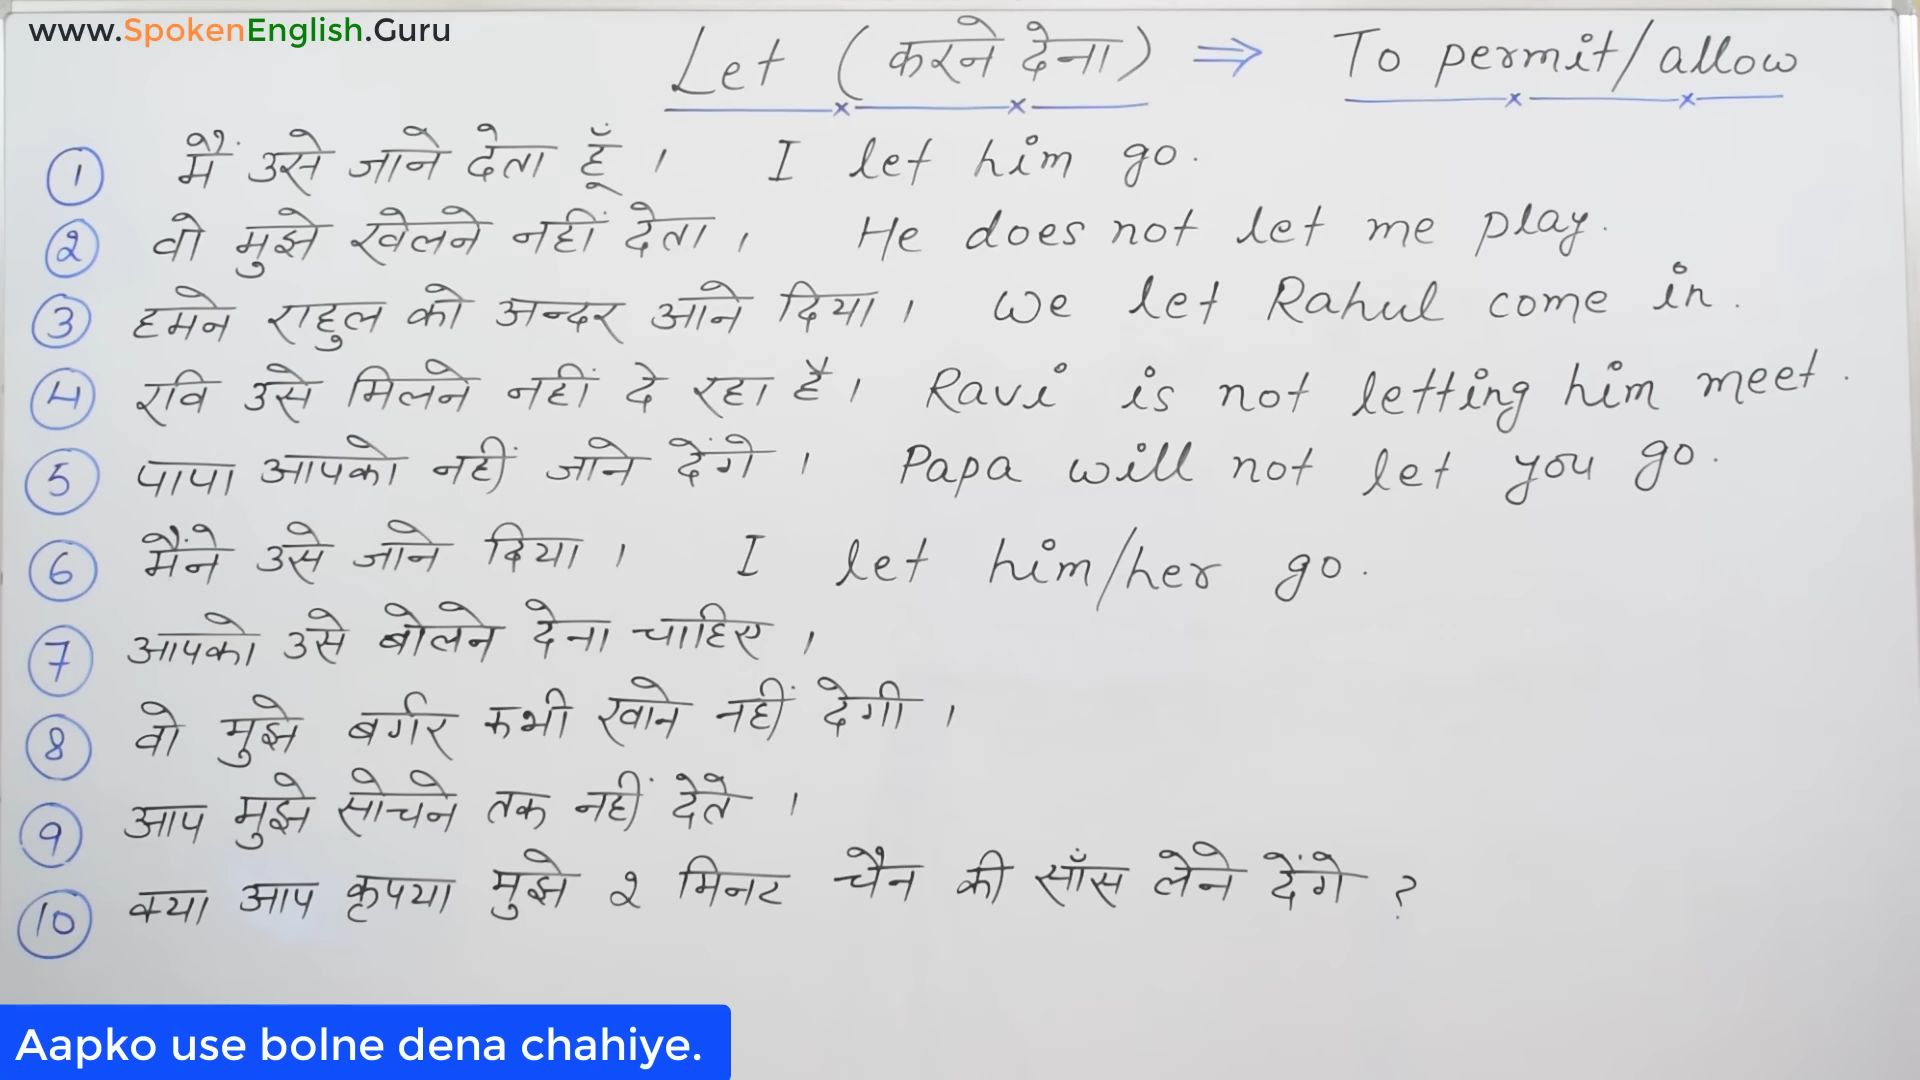 www.SpokenEnglish.Guru
Let (करने देना) ⇒ To permit/allow
① मैं उसे जाने देता हूँ। I let him go.
② वो मुझे खेलने नहीं देता। He does not let me play.
③ हमने राहुल को अन्दर आने दिया। We let Rahul come in.
④ रवि उसे मिलने नहीं दे रहा है। Ravi is not letting him meet.
⑤ पापा आपको नहीं जाने देंगे। Papa will not let you go.
⑥ मैंने उसे जाने दिया। I let him/her go.
⑦ आपको उसे बोलने देना चाहिए।
⑧ वो मुझे बर्गर कभी खाने नहीं देगी।
⑨ आप मुझे सोचने तक नहीं देते।
⑩ क्या आप कृपया मुझे २ मिनट चैन की साँस लेने देंगे?
Aapko use bolne dena chahiye.